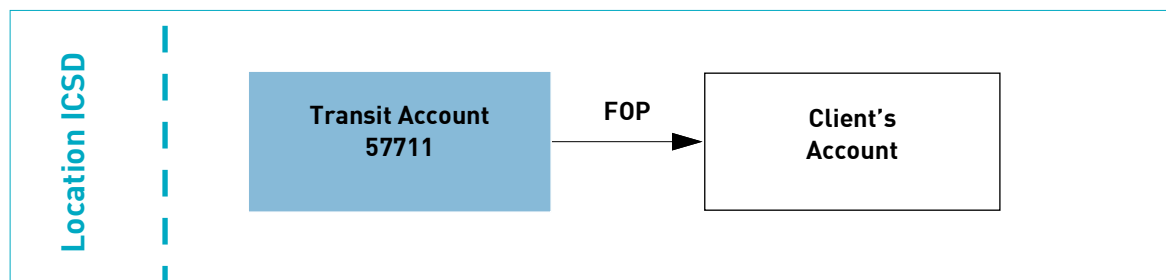 Location ICSD
Transit Account
57711
FOP
Client's
Account